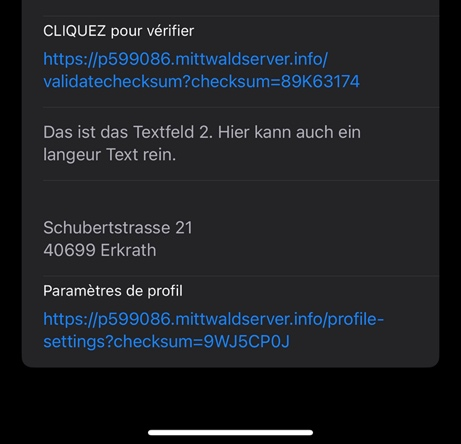 CLIQUEZ pour vérifier
https://p599086.mittwaldserver.info/
validatechecksum?checksum=89K63174
Das ist das Textfeld 2. Hier kann auch ein
langeur Text rein.
Schubertstrasse 21
40699 Erkrath
Paramètres de profil
https://p599086.mittwaldserver.info/profile-
settings?checksum=9WJ5CP0J